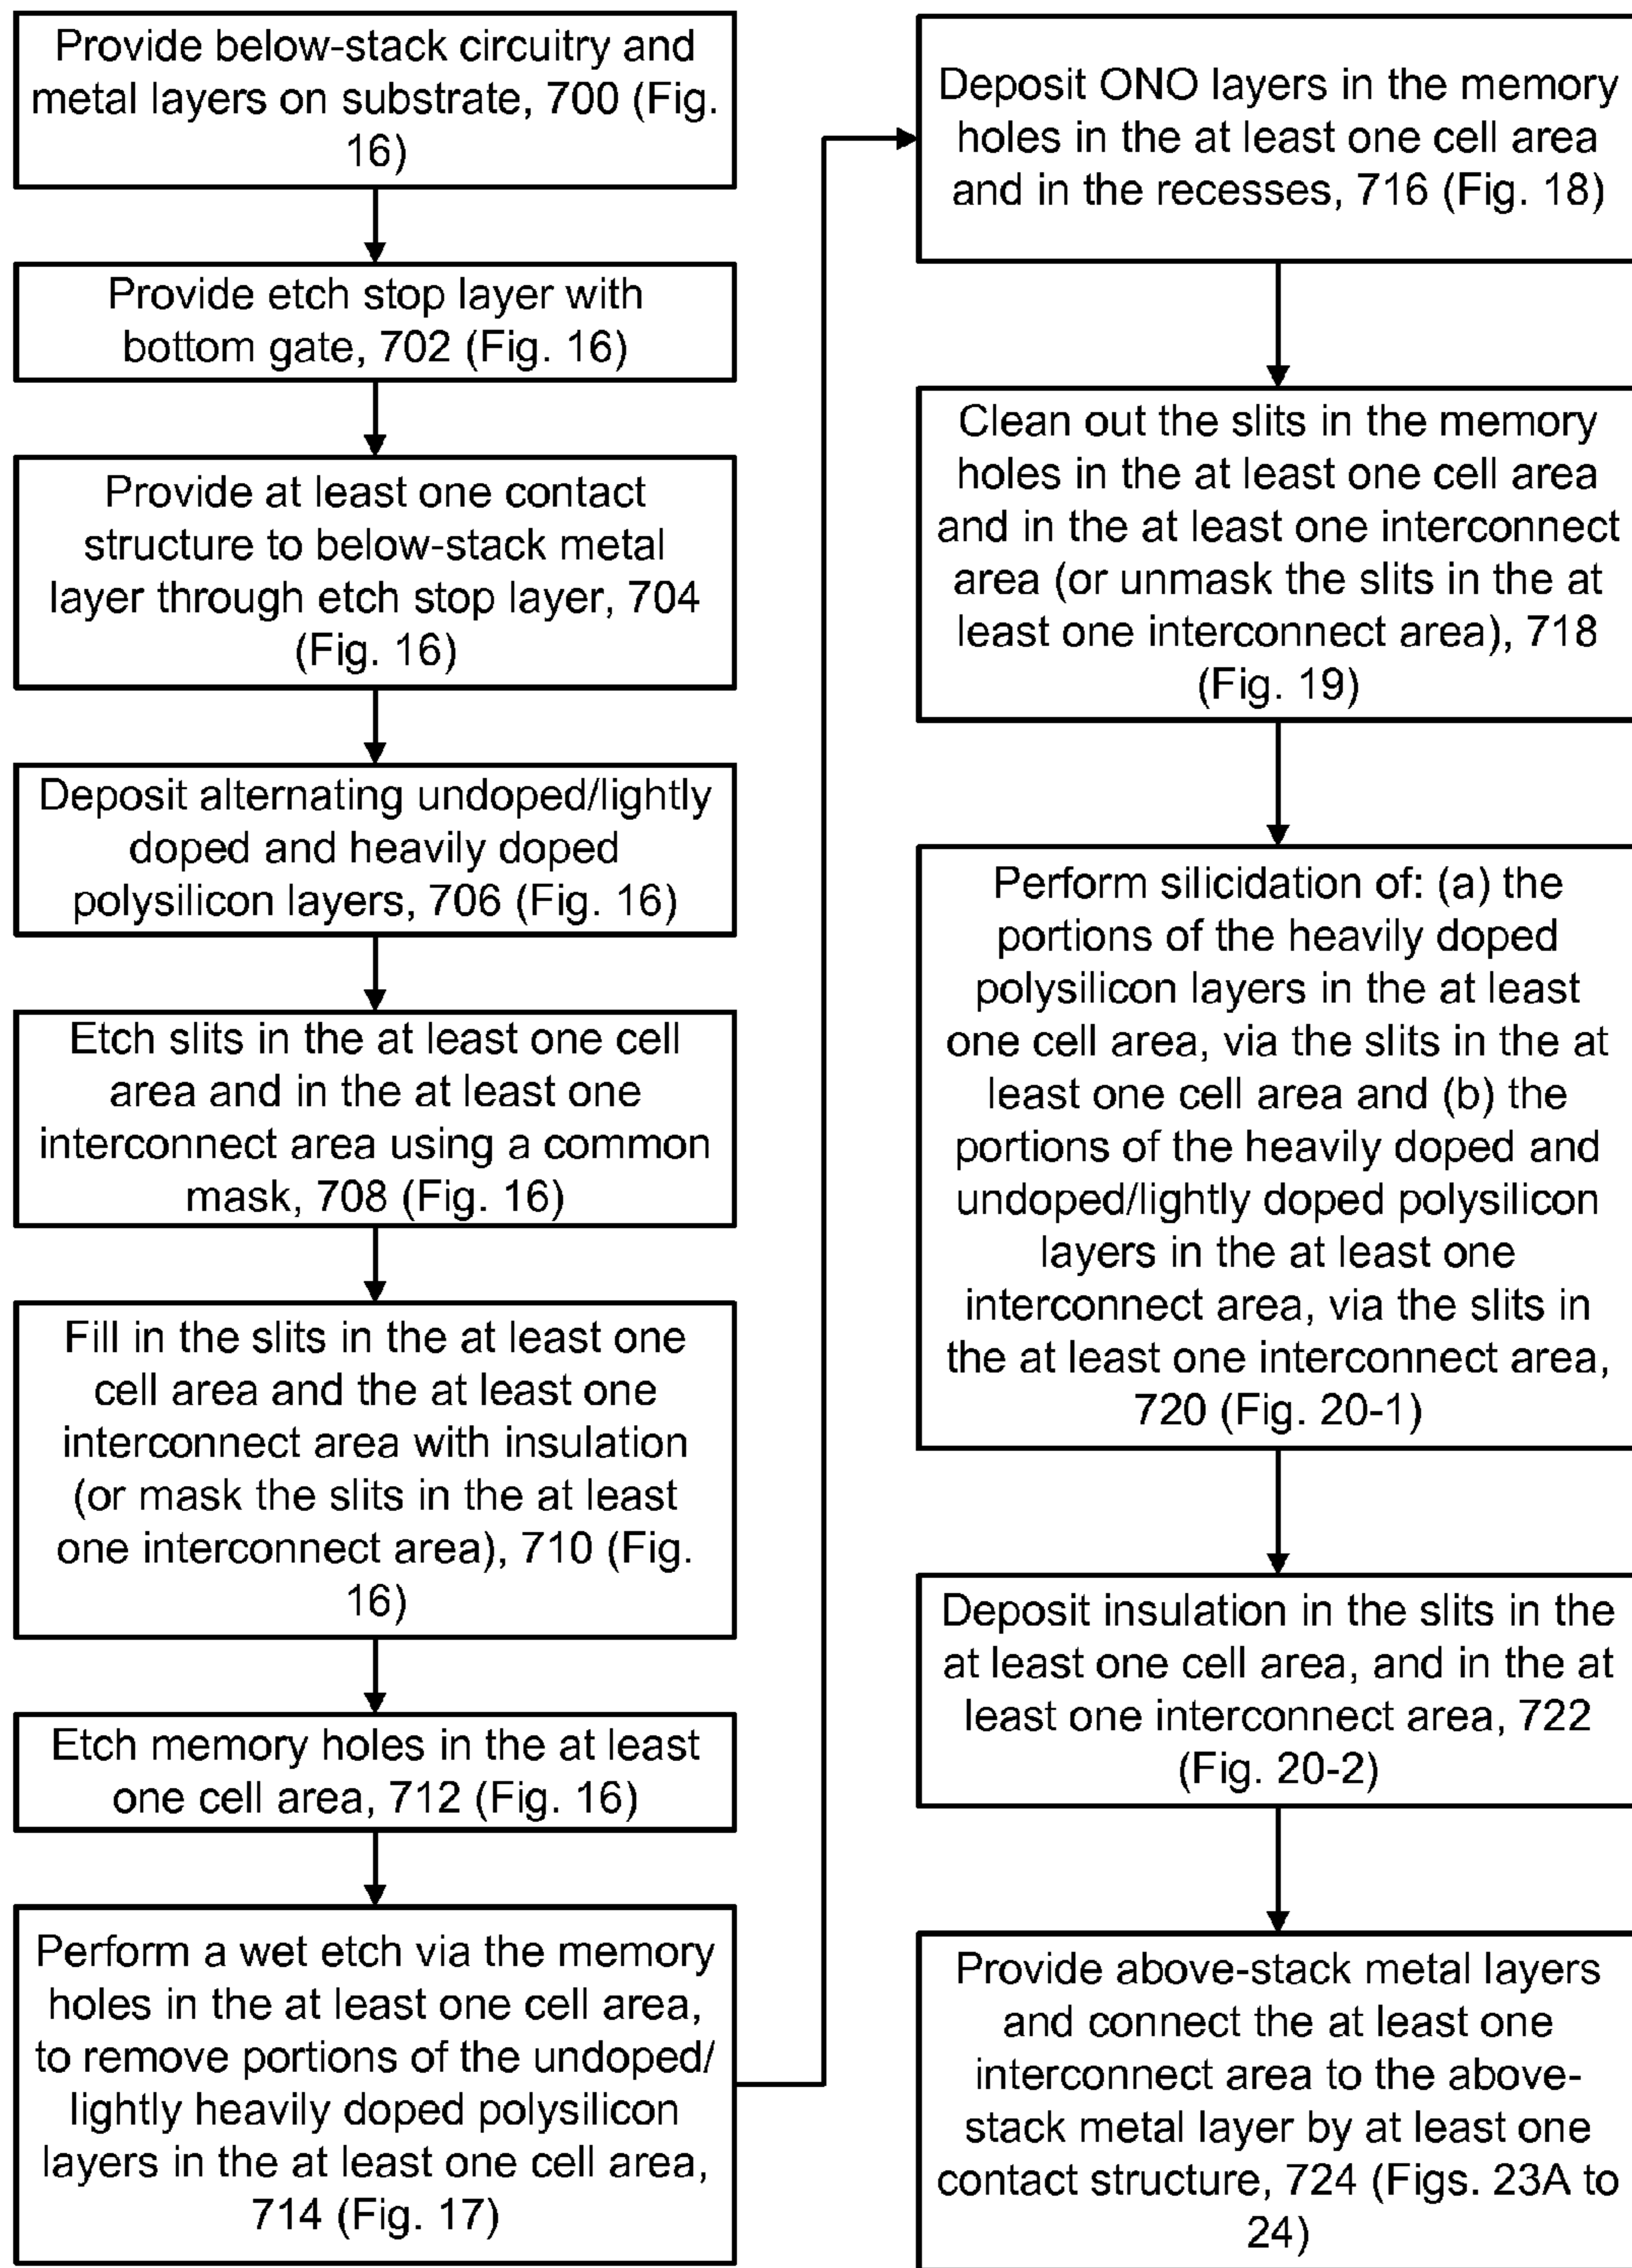 Provide below-stack circuitry and
metal layers on substrate, 700 (Fig.
16)
Provide etch stop layer with
bottom gate, 702 (Fig. 16)
Provide at least one contact
structure to below-stack metal
layer through etch stop layer, 704
(Fig. 16)
Deposit alternating undoped/lightly
doped and heavily doped
polysilicon layers, 706 (Fig. 16)
Etch slits in the at least one cell
area and in the at least one
interconnect area using a common
mask, 708 (Fig. 16)
Fill in the slits in the at least one
cell area and the at least one
interconnect area with insulation
(or mask the slits in the at least
one interconnect area), 710 (Fig.
16)
Etch memory holes in the at least
one cell area, 712 (Fig. 16)
Perform a wet etch via the memory
holes in the at least one cell area,
to remove portions of the undoped/
lightly heavily doped polysilicon
layers in the at least one cell area,
714 (Fig. 17)
Deposit ONO layers in the memory
holes in the at least one cell area
and in the recesses, 716 (Fig. 18)
Clean out the slits in the memory
holes in the at least one cell area
and in the at least one interconnect
area (or unmask the slits in the at
least one interconnect area), 718
(Fig. 19)
Perform silicidation of: (a) the
portions of the heavily doped
polysilicon layers in the at least
one cell area, via the slits in the at
least one cell area and (b) the
portions of the heavily doped and
undoped/lightly doped polysilicon
layers in the at least one
interconnect area, via the slits in
the at least one interconnect area,
720 (Fig. 20-1)
Deposit insulation in the slits in the
at least one cell area, and in the at
least one interconnect area, 722
(Fig. 20-2)
Provide above-stack metal layers
and connect the at least one
interconnect area to the above-
stack metal layer by at least one
contact structure, 724 (Figs. 23A to
24)